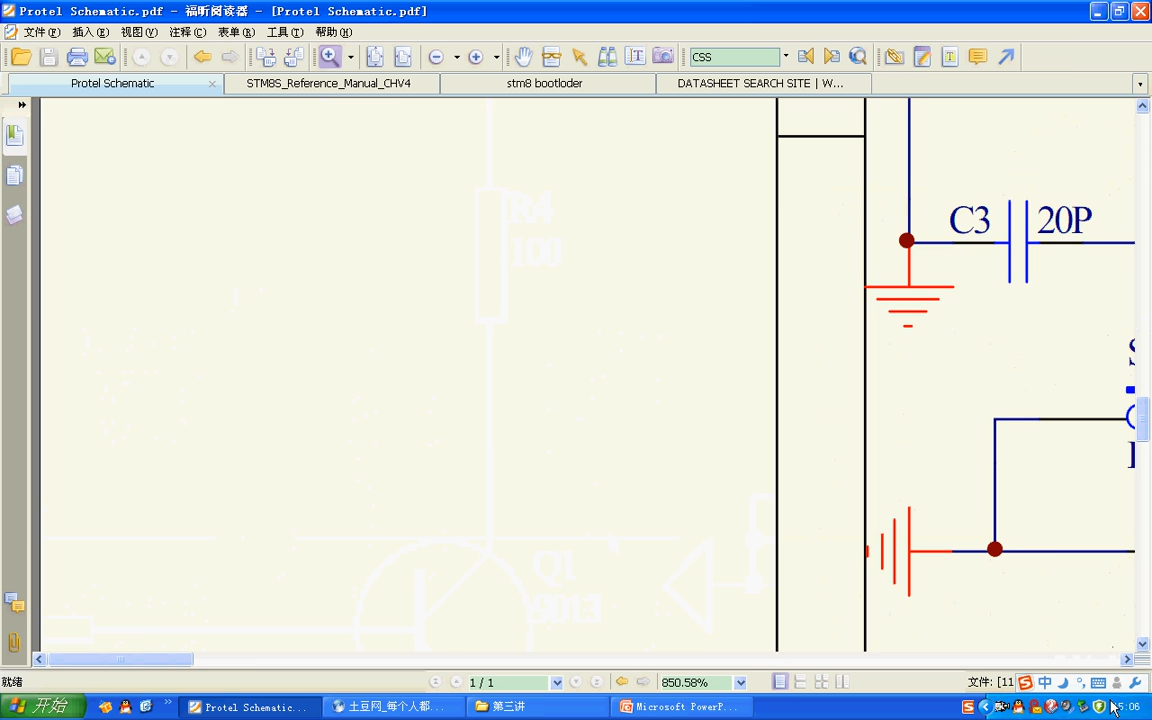 Protel Schematic.pdf - 福昕阅读器 - [Protel Schematic.pdf]
文件(F) 插入(E) 视图(V) 注释(C) 表单(R) 工具(T) 帮助(H)
CSS
Protel Schematic STM8S_Reference_Manual_CHV4 stm8 bootloder DATASHEET SEARCH SITE | W...
R4
100
C3 20P
Q1
9013
就绪 1 / 1 850.58% 文件: [11 中
开始 Protel Schematic... 土豆网_每个人都... 第三讲 Microsoft PowerP... 5:06